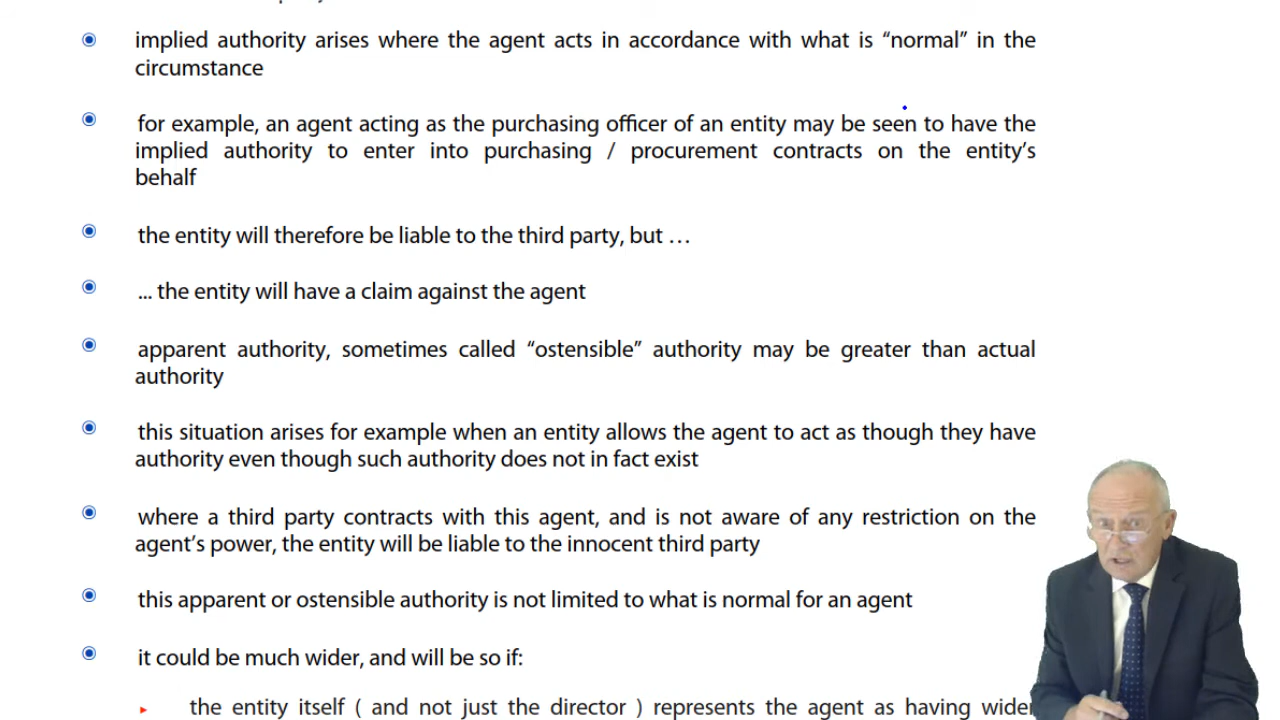 implied authority arises where the agent acts in accordance with what is “normal” in the
circumstance
for example, an agent acting as the purchasing officer of an entity may be seen to have the
implied authority to enter into purchasing / procurement contracts on the entity’s
behalf
the entity will therefore be liable to the third party, but …
... the entity will have a claim against the agent
apparent authority, sometimes called “ostensible” authority may be greater than actual
authority
this situation arises for example when an entity allows the agent to act as though they have
authority even though such authority does not in fact exist
where a third party contracts with this agent, and is not aware of any restriction on the
agent’s power, the entity will be liable to the innocent third party
this apparent or ostensible authority is not limited to what is normal for an agent
it could be much wider, and will be so if:
the entity itself ( and not just the director ) represents the agent as having wider